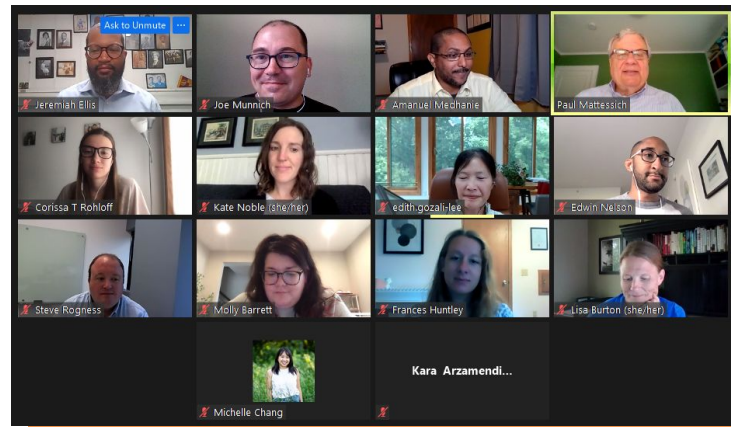 Ask to Unmute ...
Jeremiah Ellis
Joe Munnich
Amanuel Medhanie
Paul Mattessich
Corissa T Rohloff
Kate Noble (she/her)
edith.gozali-lee
Edwin Nelson
Steve Rogness
Molly Barrett
Frances Huntley
Lisa Burton (she/her)
Kara Arzamendi...
Michelle Chang